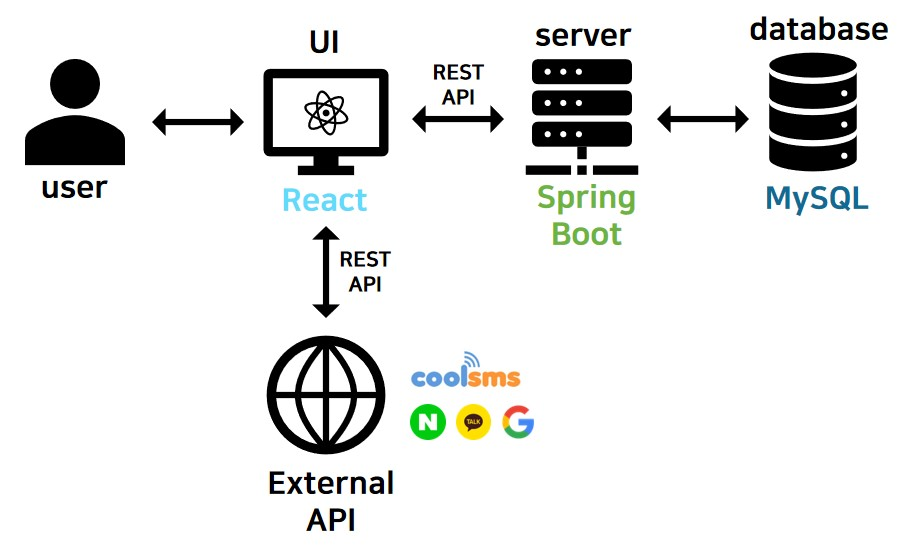 UI
server
database
REST
API
user
React
Spring
Boot
MySQL
REST
API
coolsms
N
TALK
G
External
API